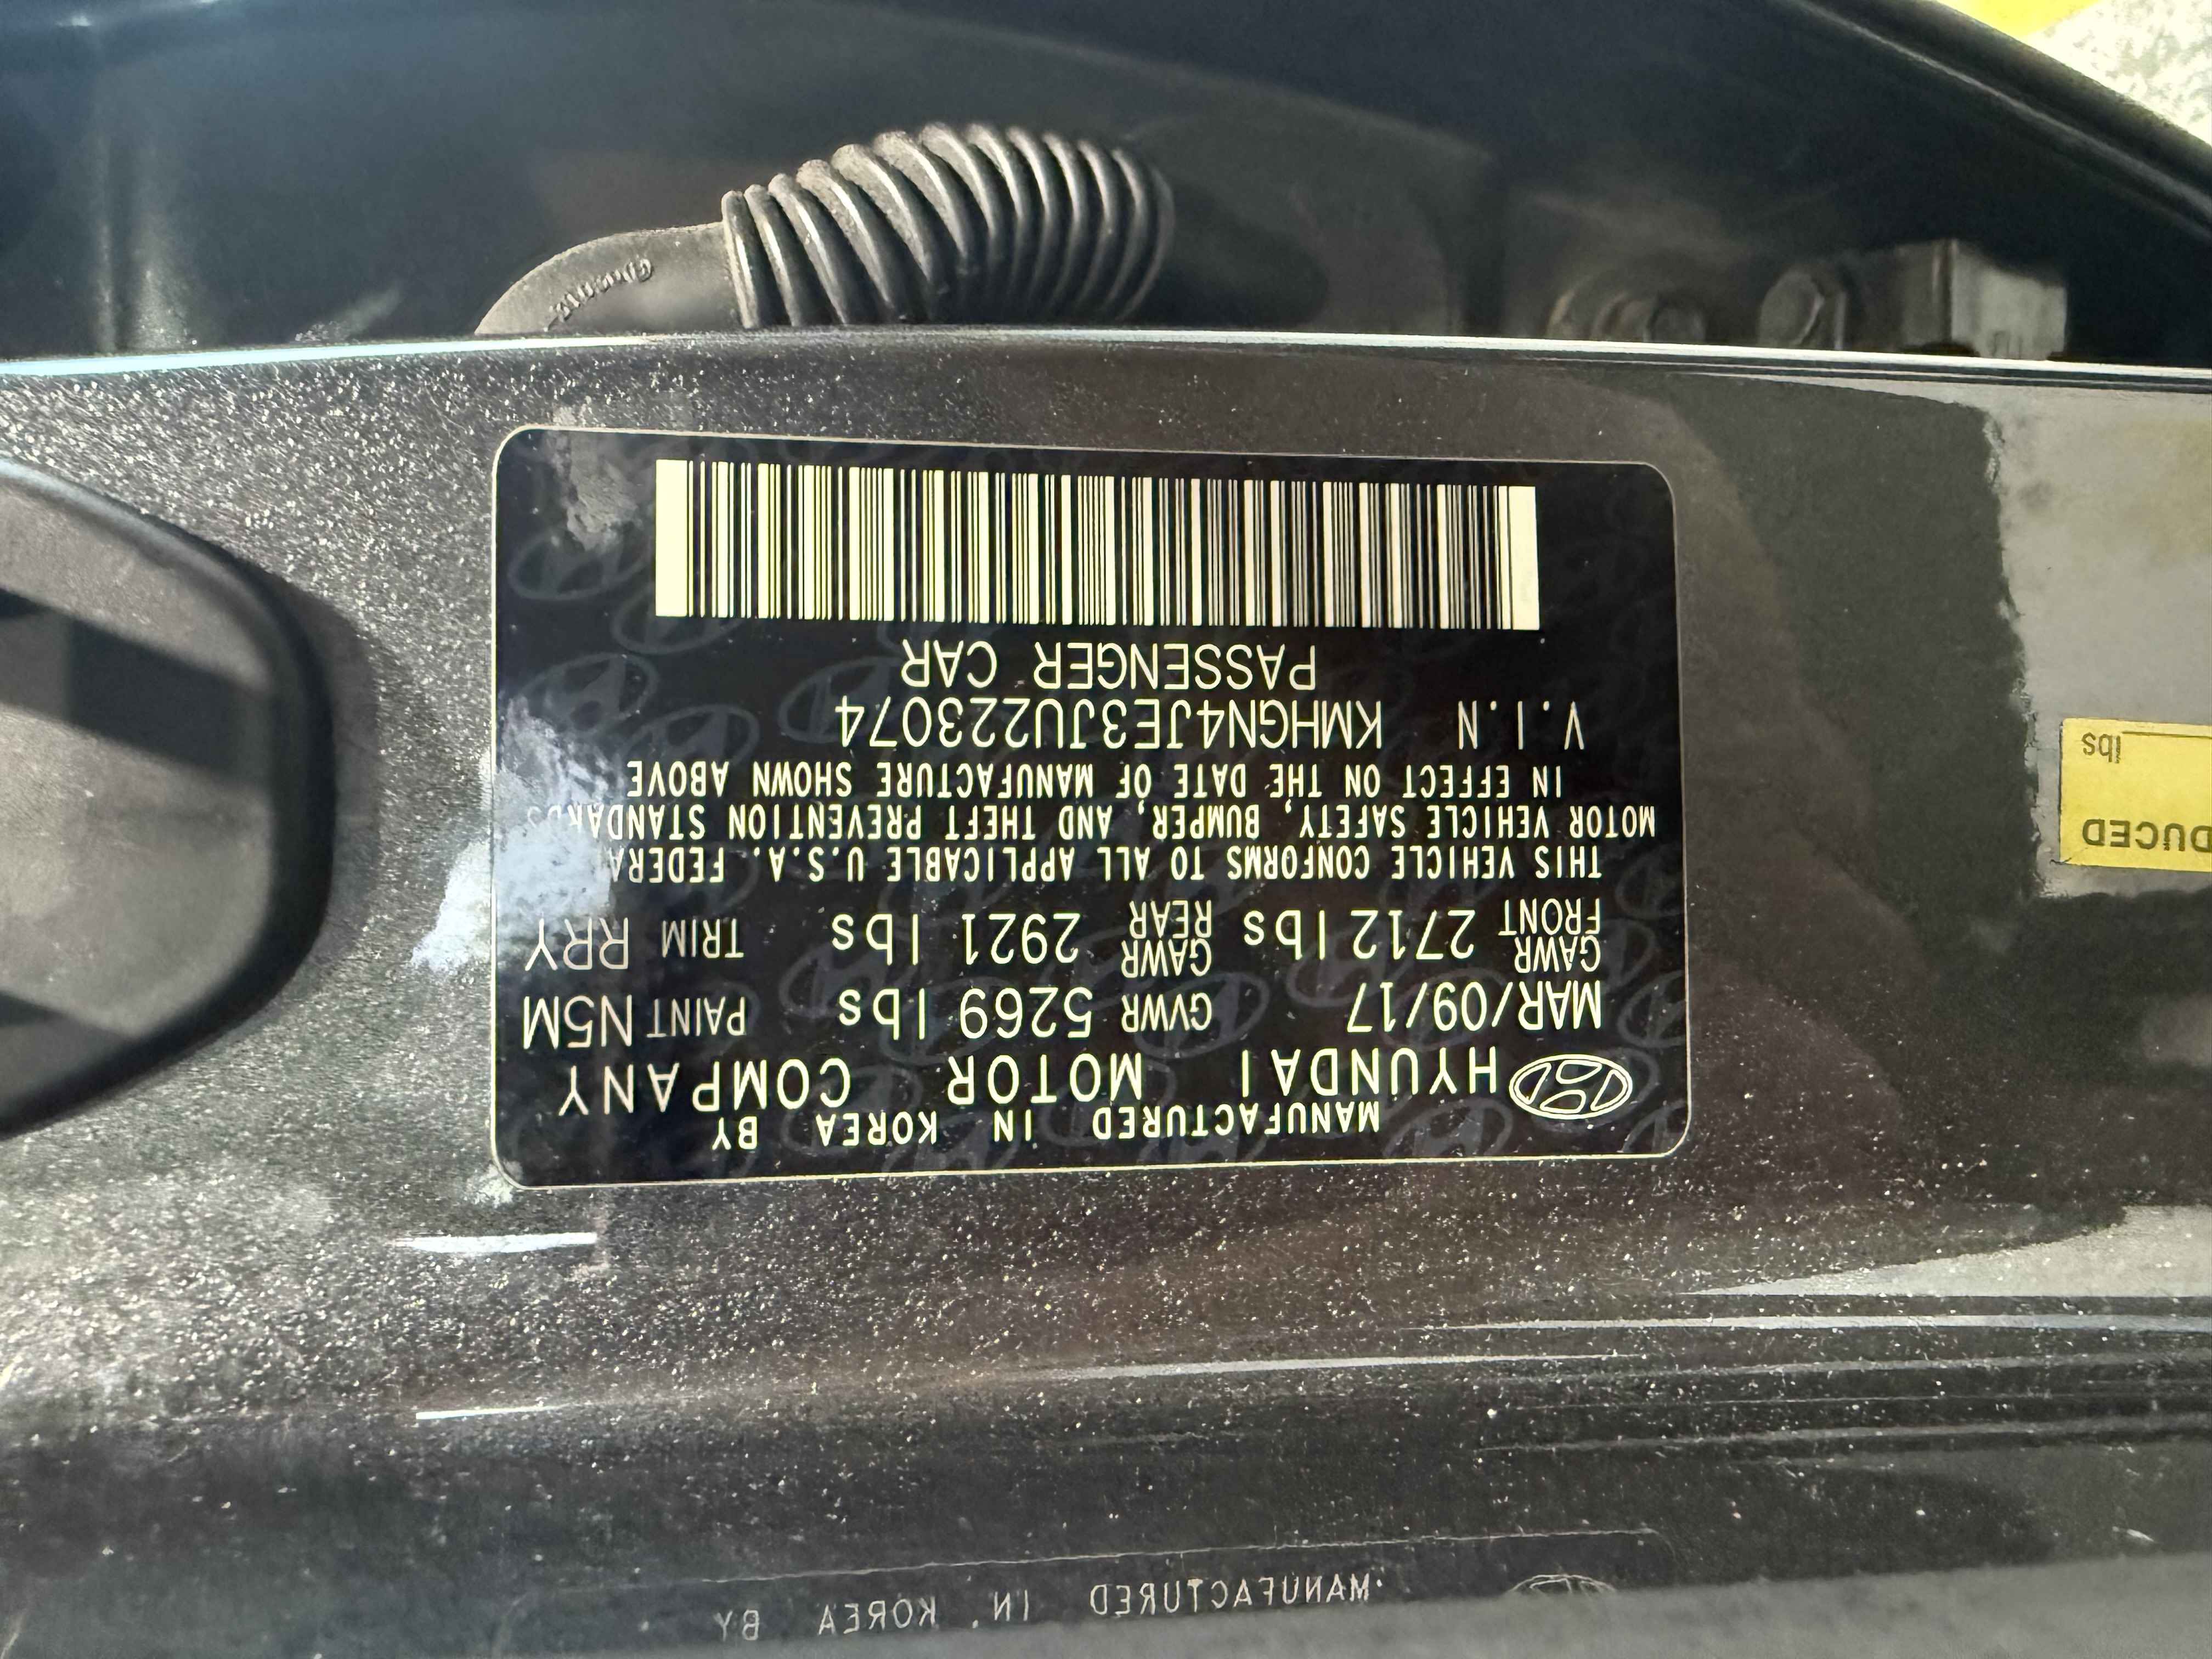 MANUFACTURED IN KOREA BY
HYUNDAI MOTOR COMPANY
MAR/09/17 GVWR 5269 lbs PAINT N5M
GAWR FRONT 2712 lbs GAWR REAR 2921 lbs TRIM RRY
THIS VEHICLE CONFORMS TO ALL APPLICABLE U.S.A. FEDERA
MOTOR VEHICLE SAFETY, BUMPER, AND THEFT PREVENTION STANDARDS
IN EFFECT ON THE DATE OF MANUFACTURE SHOWN ABOVE
V.I.N KMHGN4JE3JU223074
PASSENGER CAR
DUCED
lbs
MANUFACTURED IN KOREA BY